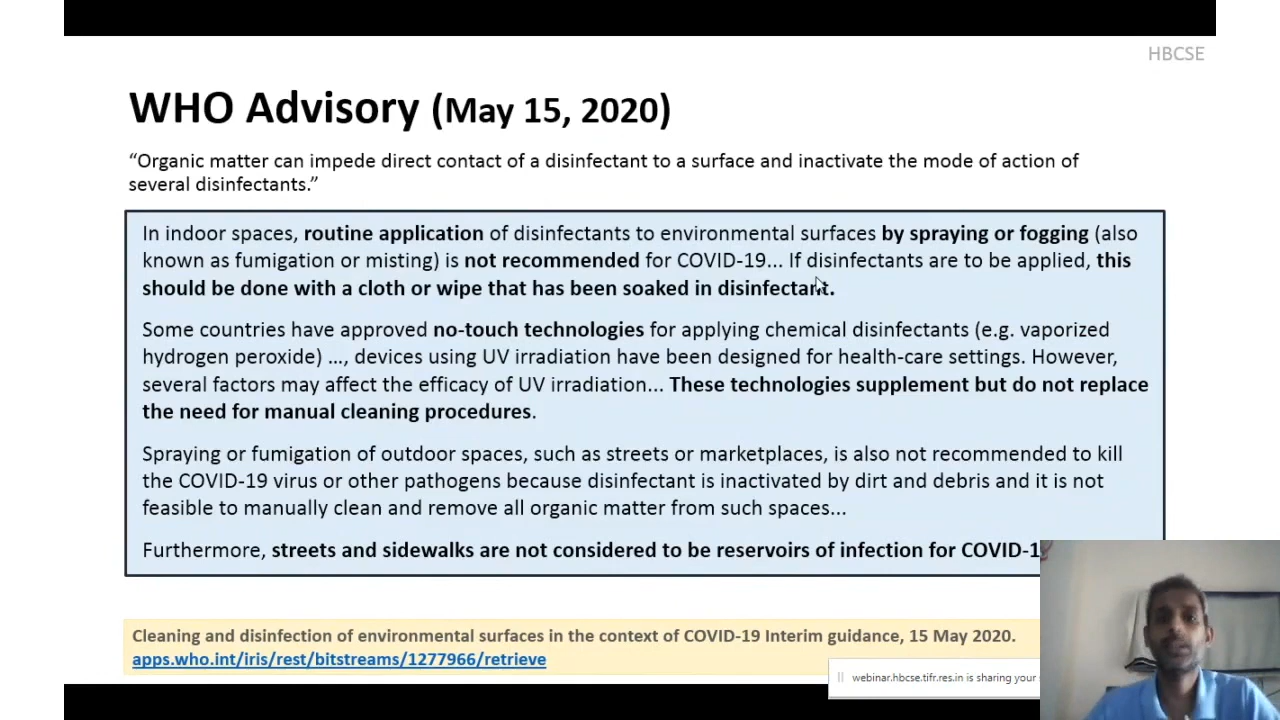 HBCSE
WHO Advisory (May 15, 2020)
“Organic matter can impede direct contact of a disinfectant to a surface and inactivate the mode of action of
several disinfectants.”
In indoor spaces, routine application of disinfectants to environmental surfaces by spraying or fogging (also
known as fumigation or misting) is not recommended for COVID-19... If disinfectants are to be applied, this
should be done with a cloth or wipe that has been soaked in disinfectant.
Some countries have approved no-touch technologies for applying chemical disinfectants (e.g. vaporized
hydrogen peroxide) ..., devices using UV irradiation have been designed for health-care settings. However,
several factors may affect the efficacy of UV irradiation... These technologies supplement but do not replace
the need for manual cleaning procedures.
Spraying or fumigation of outdoor spaces, such as streets or marketplaces, is also not recommended to kill
the COVID-19 virus or other pathogens because disinfectant is inactivated by dirt and debris and it is not
feasible to manually clean and remove all organic matter from such spaces...
Furthermore, streets and sidewalks are not considered to be reservoirs of infection for COVID-1
Cleaning and disinfection of environmental surfaces in the context of COVID-19 Interim guidance, 15 May 2020.
apps.who.int/iris/rest/bitstreams/1277966/retrieve
webinar.hbcse.tifr.res.in is sharing your